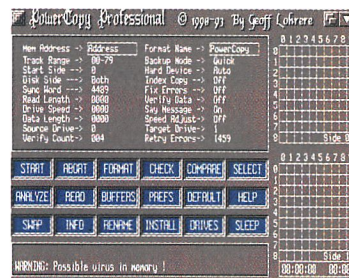 PowerCopy Professional © 1990-93 By Geoff Lohrere
Mem Address -> Address Format Name -> PowerCopy
Track Range -> 00-79 Backup Mode -> Quick
Start Side --> 0 Hard Device -> Auto
Disk Side --> Both Index Copy --> Off
Sync Word ---> 4489 Fix Errors --> Off
Read Length -> 0000 Verify Data -> Off
Drive Speed -> 0000 Say Message -> On
Data Length -> 0000 Speed Adjust-> Off
Source Drive-> 0 Target Drive-> 1
Verify Count-> 004 Retry Errors-> 1459
0 1 2 3 4 5 6 7 8
0
Side 0
0 1 2 3 4 5 6 7 8
0
Side 1
START ABORT FORMAT CHECK COMPARE SELECT
ANALYZE READ BUFFERS PREFS DEFAULT HELP
SWAP INFO RENAME INSTALL DRIVES SLEEP
WARNING: Possible virus in memory !
00:00:00 00:00